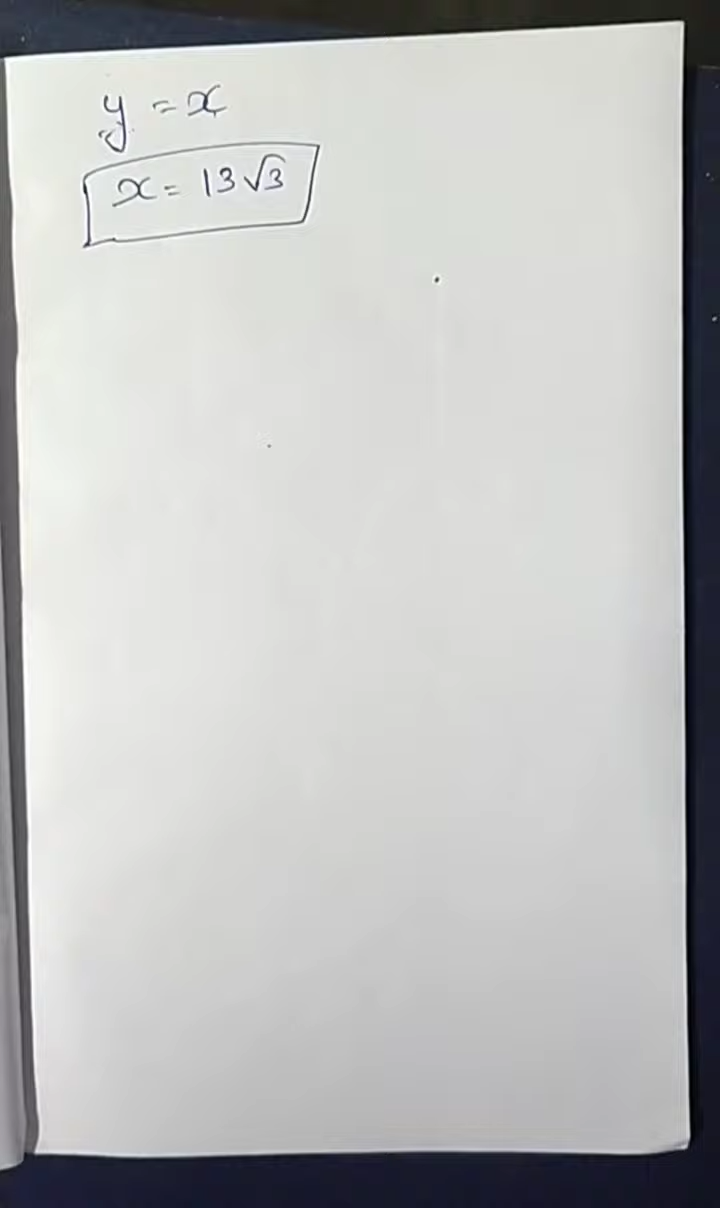 y = x
x = 13√3